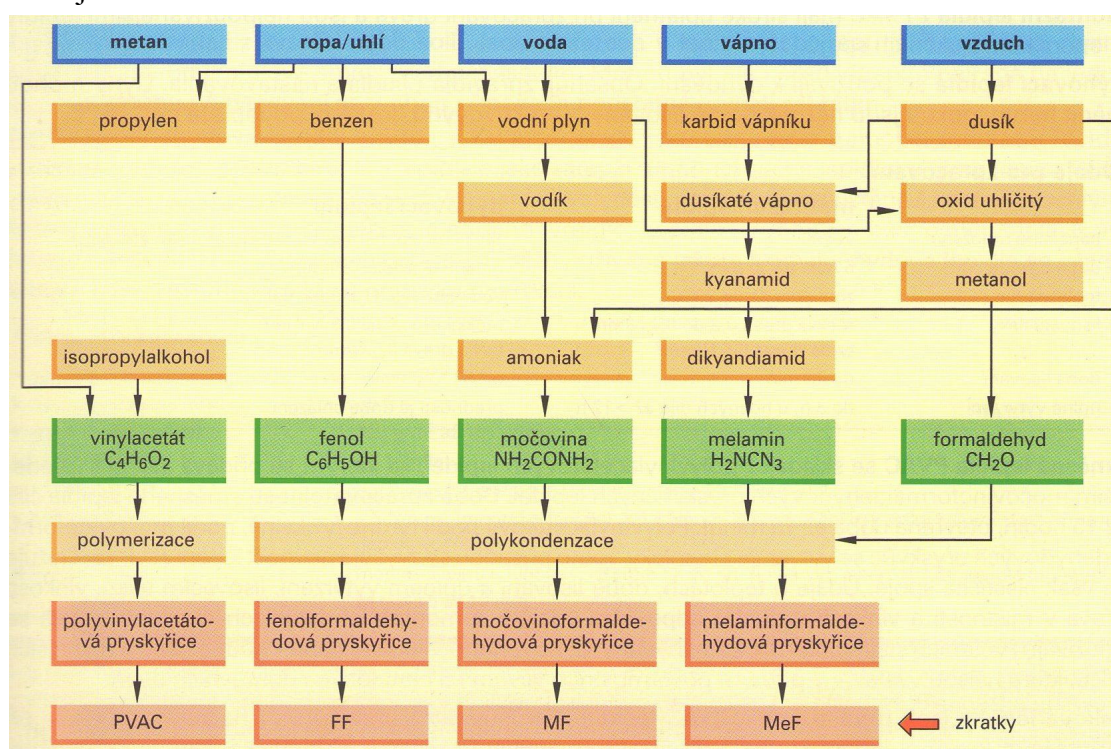 metan
ropa/uhlí
voda
vápno
vzduch
propylen
benzen
vodní plyn
karbid vápníku
dusík
vodík
dusíkaté vápno
oxid uhličitý
kyanamid
metanol
isopropylalkohol
amoniak
dikyandiamid
vinylacetát
C₄H₆O₂
fenol
C₆H₅OH
močovina
NH₂CONH₂
melamin
H₂NCN₃
formaldehyd
CH₂O
polymerizace
polykondenzace
polyvinylacetáto-
vá pryskyřice
fenolformaldehy-
dová pryskyřice
močovinoformalde-
hydová pryskyřice
melaminformalde-
hydová pryskyřice
PVAC
FF
MF
MeF
zkratky